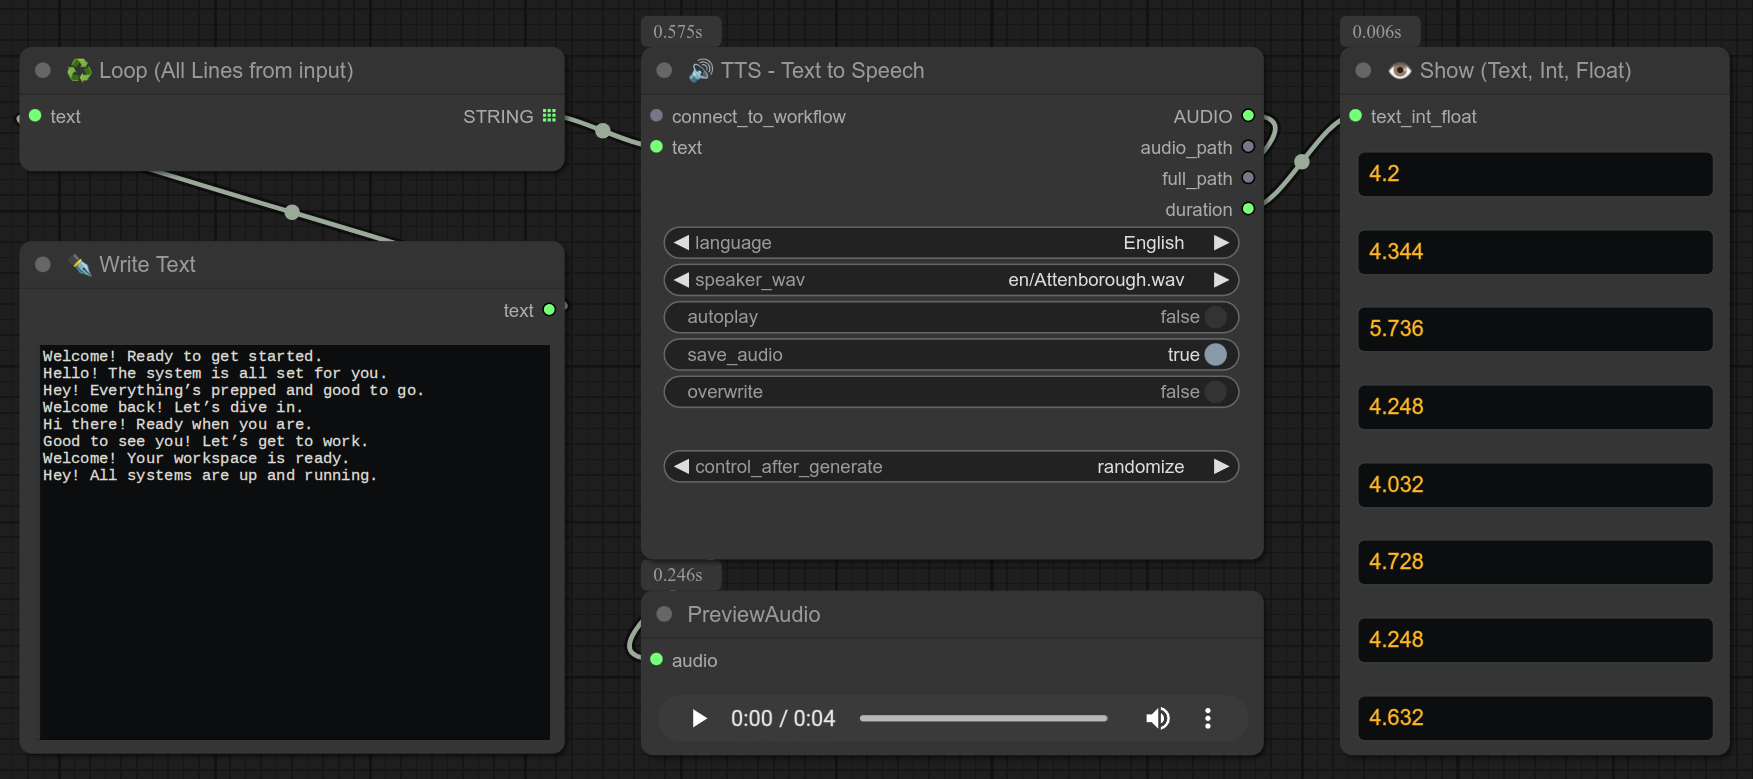 Loop (All Lines from input)
text
STRING
Write Text
text
Welcome! Ready to get started.
Hello! The system is all set for you.
Hey! Everything’s prepped and good to go.
Welcome back! Let’s dive in.
Hi there! Ready when you are.
Good to see you! Let’s get to work.
Welcome! Your workspace is ready.
Hey! All systems are up and running.
0.575s
TTS - Text to Speech
connect_to_workflow
AUDIO
text
audio_path
full_path
duration
language English
speaker_wav en/Attenborough.wav
autoplay false
save_audio true
overwrite false
control_after_generate randomize
0.246s
PreviewAudio
audio
0:00 / 0:04
0.006s
Show (Text, Int, Float)
text_int_float
4.2
4.344
5.736
4.248
4.032
4.728
4.248
4.632